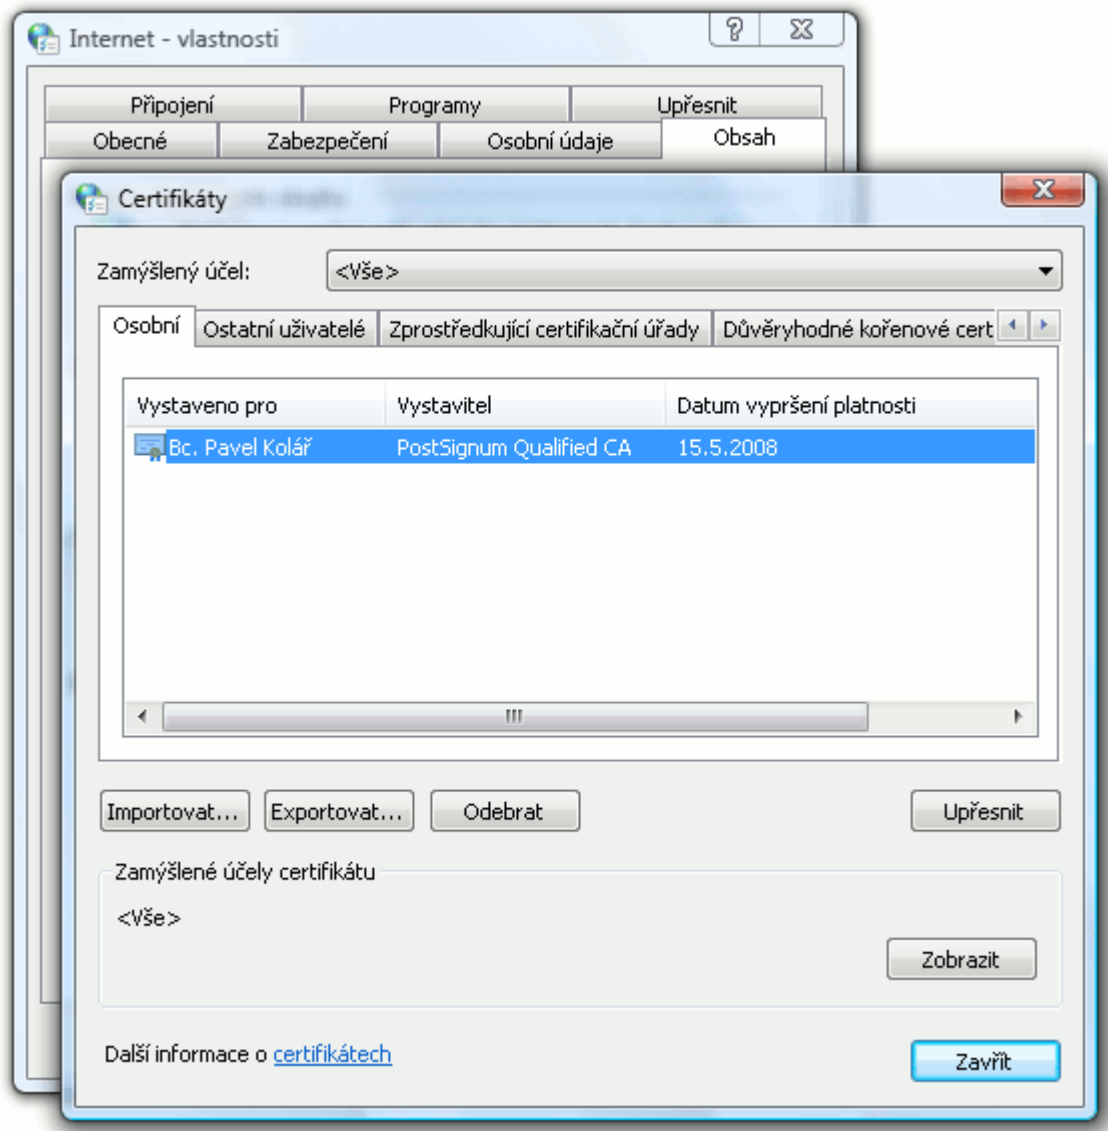 Internet - vlastnosti
Připojení Programy Upřesnit
Obecné Zabezpečení Osobní údaje Obsah
Certifikáty
Zamýšlený účel: <Vše>
Osobní Ostatní uživatelé Zprostředkující certifikační úřady Důvěryhodné kořenové cert
Vystaveno pro Vystavitel Datum vypršení platnosti
Bc. Pavel Kolář PostSignum Qualified CA 15.5.2008
Importovat... Exportovat... Odebrat Upřesnit
Zamýšlené účely certifikátu
<Vše>
Zobrazit
Další informace o certifikátech
Zavřít